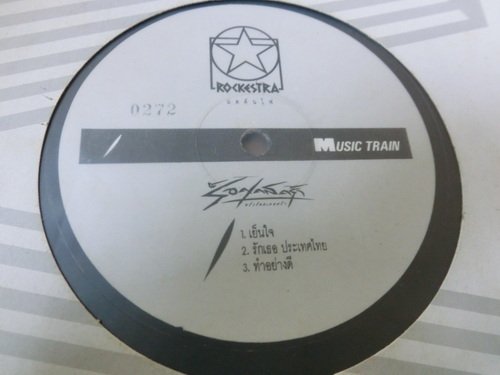 ROCKESTRA
0272
MUSIC TRAIN
1. เย็นใจ
2. รักเธอ ประเทศไทย
3. ทำอย่างดี